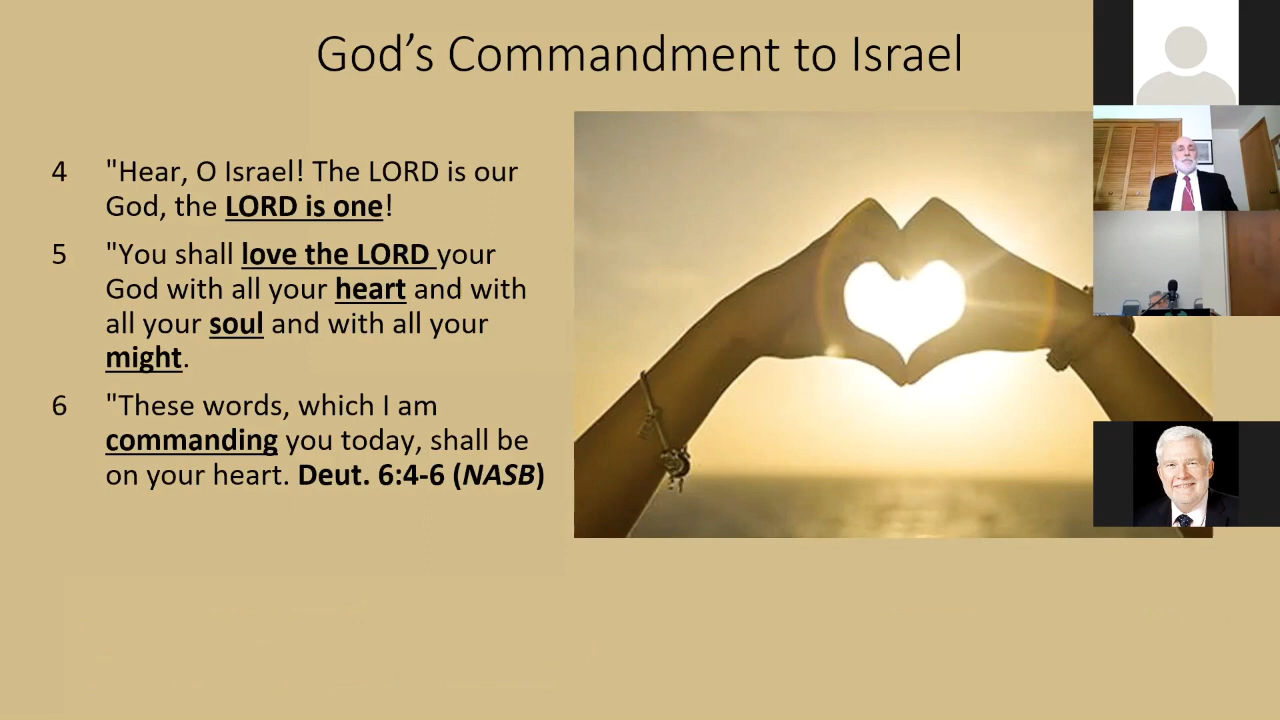 God’s Commandment to Israel
4 "Hear, O Israel! The LORD is our
God, the LORD is one!
5 "You shall love the LORD your
God with all your heart and with
all your soul and with all your
might.
6 "These words, which I am
commanding you today, shall be
on your heart. Deut. 6:4-6 (NASB)